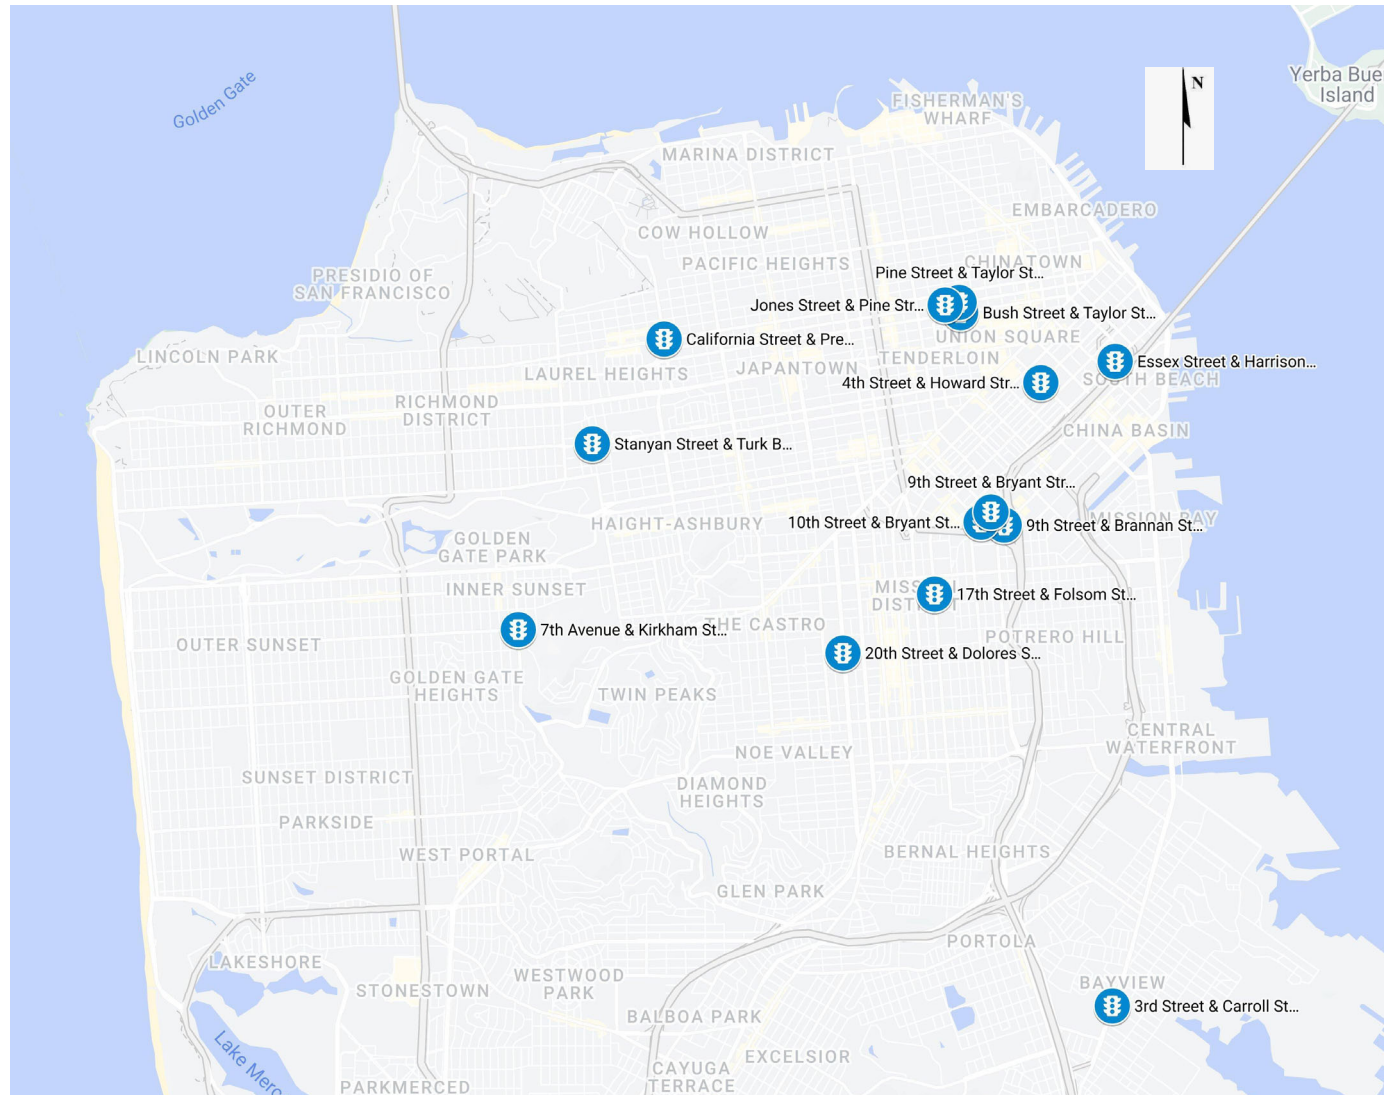 Golden Gate
Yerba Bue
Island
N
FISHERMAN'S
WHARF
MARINA DISTRICT
EMBARCADERO
COW HOLLOW
PACIFIC HEIGHTS
CHINATOWN
PRESIDIO OF
SAN FRANCISCO
Pine Street & Taylor St...
Jones Street & Pine Str...
Bush Street & Taylor St...
UNION SQUARE
California Street & Pre...
LINCOLN PARK
TENDERLOIN
Essex Street & Harrison...
LAUREL HEIGHTS
JAPANTOWN
4th Street & Howard Str...
SOUTH BEACH
RICHMOND
DISTRICT
OUTER
RICHMOND
CHINA BASIN
Stanyan Street & Turk B...
9th Street & Bryant Str...
HAIGHT-ASHBURY
10th Street & Bryant St...
9th Street & Brannan St...
MISSION BAY
GOLDEN
GATE PARK
INNER SUNSET
17th Street & Folsom St...
7th Avenue & Kirkham St...
THE CASTRO
POTRERO HILL
OUTER SUNSET
20th Street & Dolores S...
GOLDEN GATE
HEIGHTS
TWIN PEAKS
CENTRAL
WATERFRONT
NOE VALLEY
SUNSET DISTRICT
DIAMOND
HEIGHTS
PARKSIDE
WEST PORTAL
BERNAL HEIGHTS
GLEN PARK
PORTOLA
LAKESHORE
WESTWOOD
PARK
STONESTOWN
BAYVIEW
3rd Street & Carroll St...
BALBOA PARK
Lake Merc
EXCELSIOR
CAYUGA
TERRACE
PARKMERCED